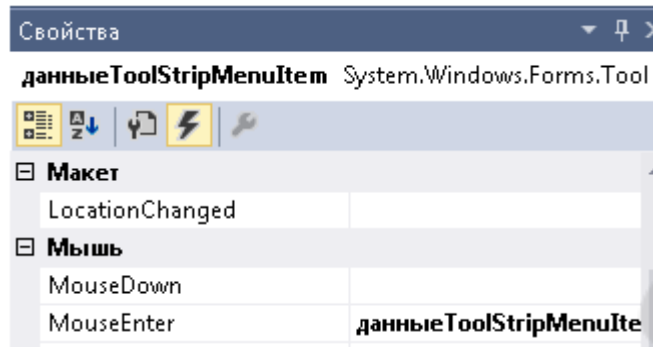 Свойства
данныеToolStripMenuItem System.Windows.Forms.Tool
Макет
LocationChanged
Мышь
MouseDown
MouseEnter данныеToolStripMenuIte